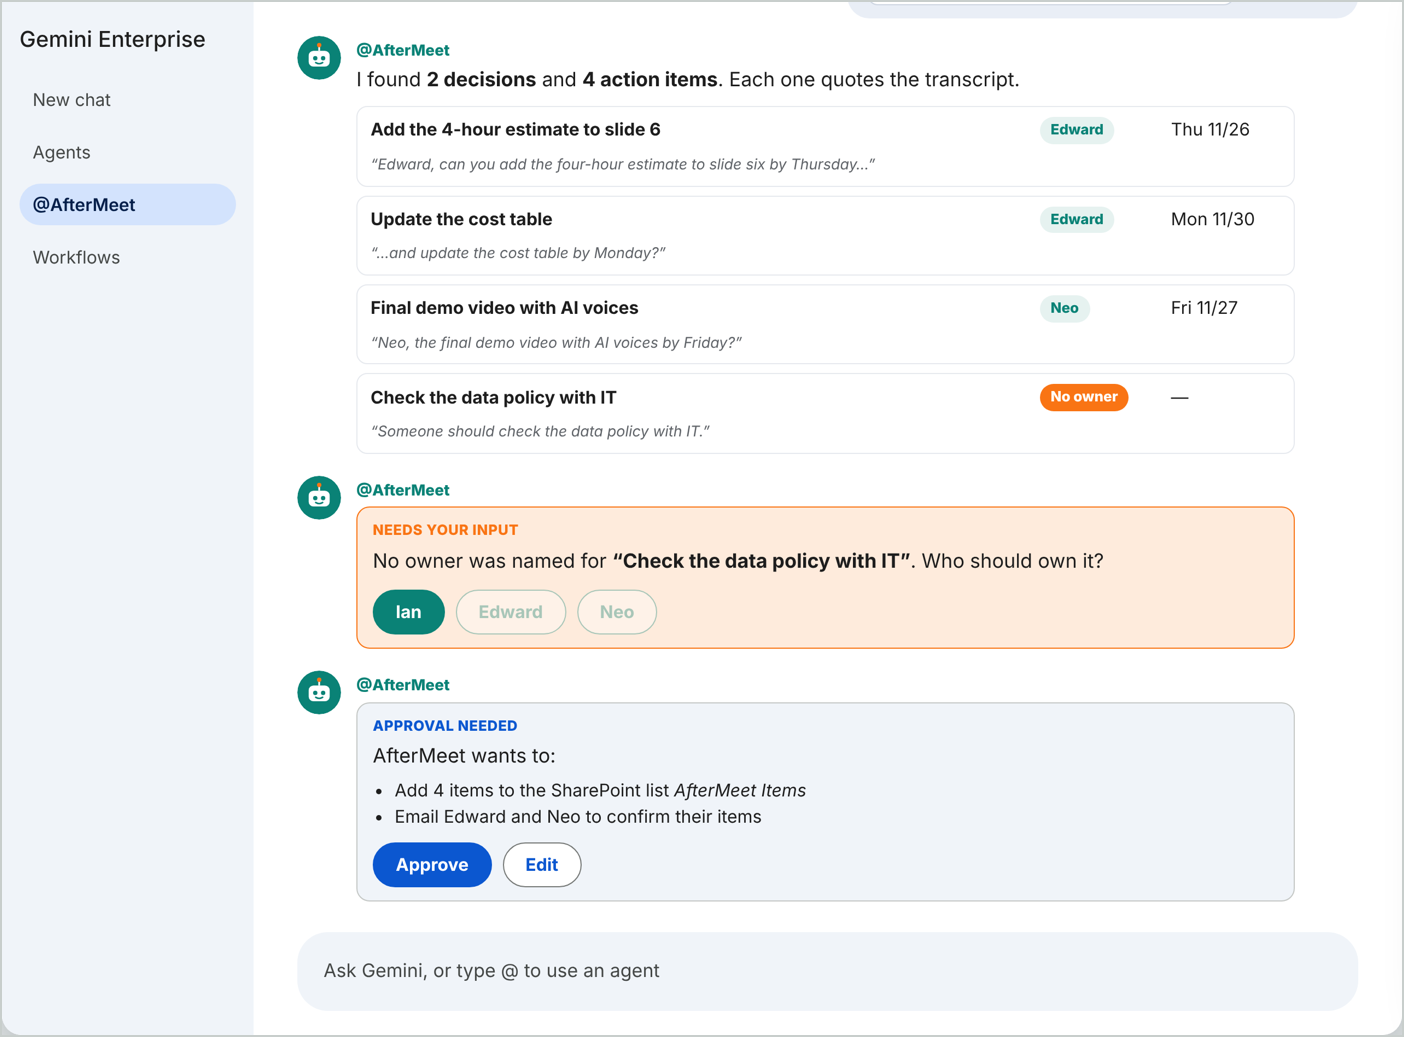 Gemini Enterprise
New chat
Agents
@AfterMeet
Workflows
@AfterMeet
I found 2 decisions and 4 action items. Each one quotes the transcript.
Add the 4-hour estimate to slide 6 Edward Thu 11/26
“Edward, can you add the four-hour estimate to slide six by Thursday…”
Update the cost table Edward Mon 11/30
“…and update the cost table by Monday?”
Final demo video with AI voices Neo Fri 11/27
“Neo, the final demo video with AI voices by Friday?”
Check the data policy with IT No owner —
“Someone should check the data policy with IT.”
@AfterMeet
NEEDS YOUR INPUT
No owner was named for “Check the data policy with IT”. Who should own it?
Ian Edward Neo
@AfterMeet
APPROVAL NEEDED
AfterMeet wants to:
• Add 4 items to the SharePoint list AfterMeet Items
• Email Edward and Neo to confirm their items
Approve Edit
Ask Gemini, or type @ to use an agent